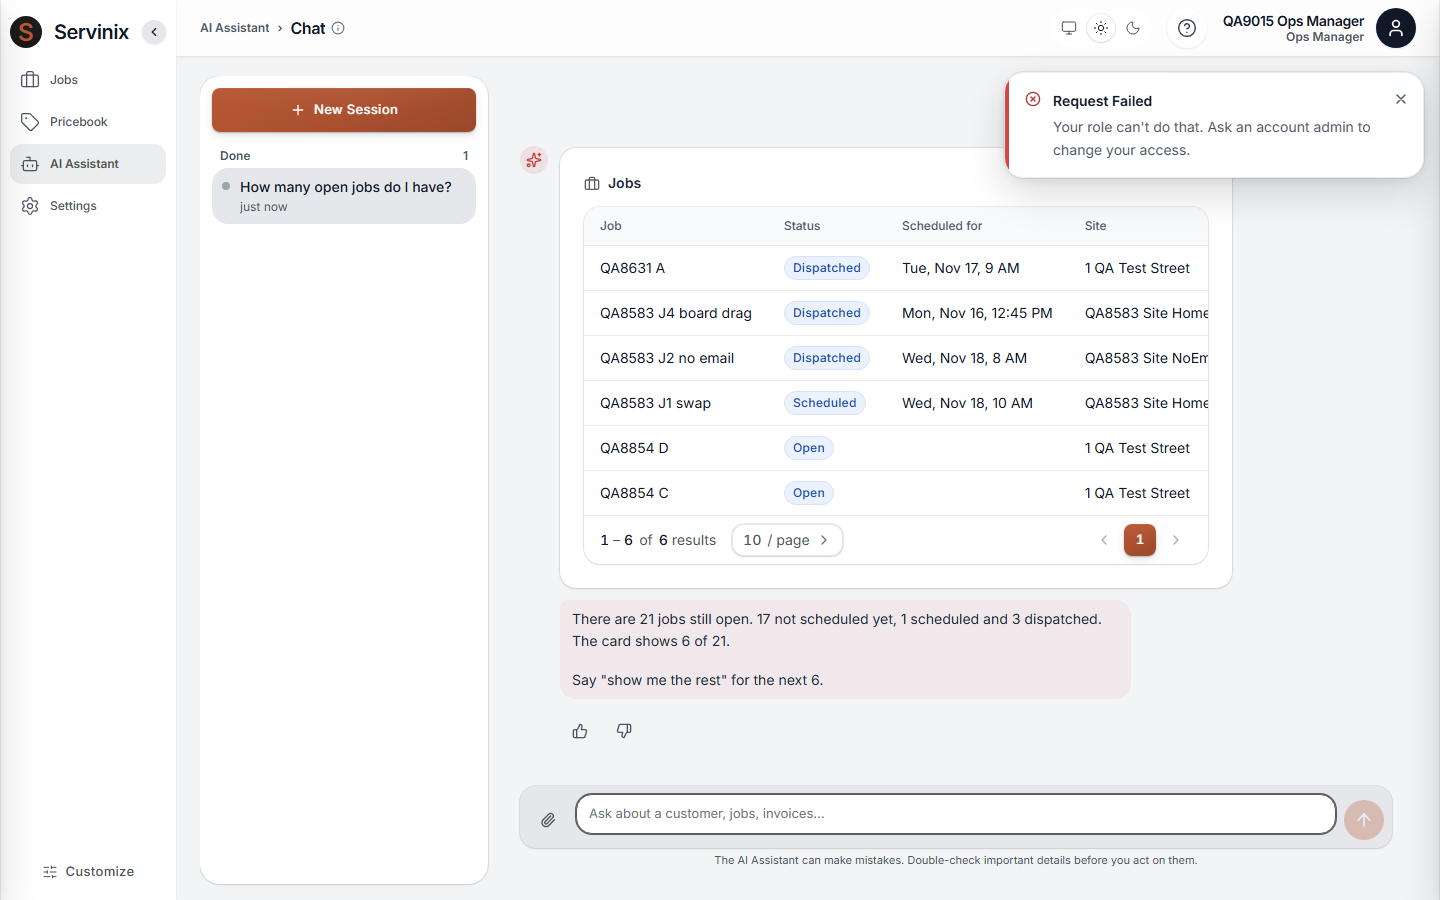 Servinix
Jobs
Pricebook
AI Assistant
Settings
Customize
AI Assistant › Chat
QA9015 Ops Manager
Ops Manager
New Session
Done 1
How many open jobs do I have?
just now
Request Failed
Your role can't do that. Ask an account admin to
change your access.
Jobs
Job Status Scheduled for Site
QA8631 A Dispatched Tue, Nov 17, 9 AM 1 QA Test Street
QA8583 J4 board drag Dispatched Mon, Nov 16, 12:45 PM QA8583 Site Home
QA8583 J2 no email Dispatched Wed, Nov 18, 8 AM QA8583 Site NoEm
QA8583 J1 swap Scheduled Wed, Nov 18, 10 AM QA8583 Site Home
QA8854 D Open 1 QA Test Street
QA8854 C Open 1 QA Test Street
1 – 6 of 6 results 10 / page 1
There are 21 jobs still open. 17 not scheduled yet, 1 scheduled and 3 dispatched.
The card shows 6 of 21.
Say "show me the rest" for the next 6.
Ask about a customer, jobs, invoices...
The AI Assistant can make mistakes. Double-check important details before you act on them.